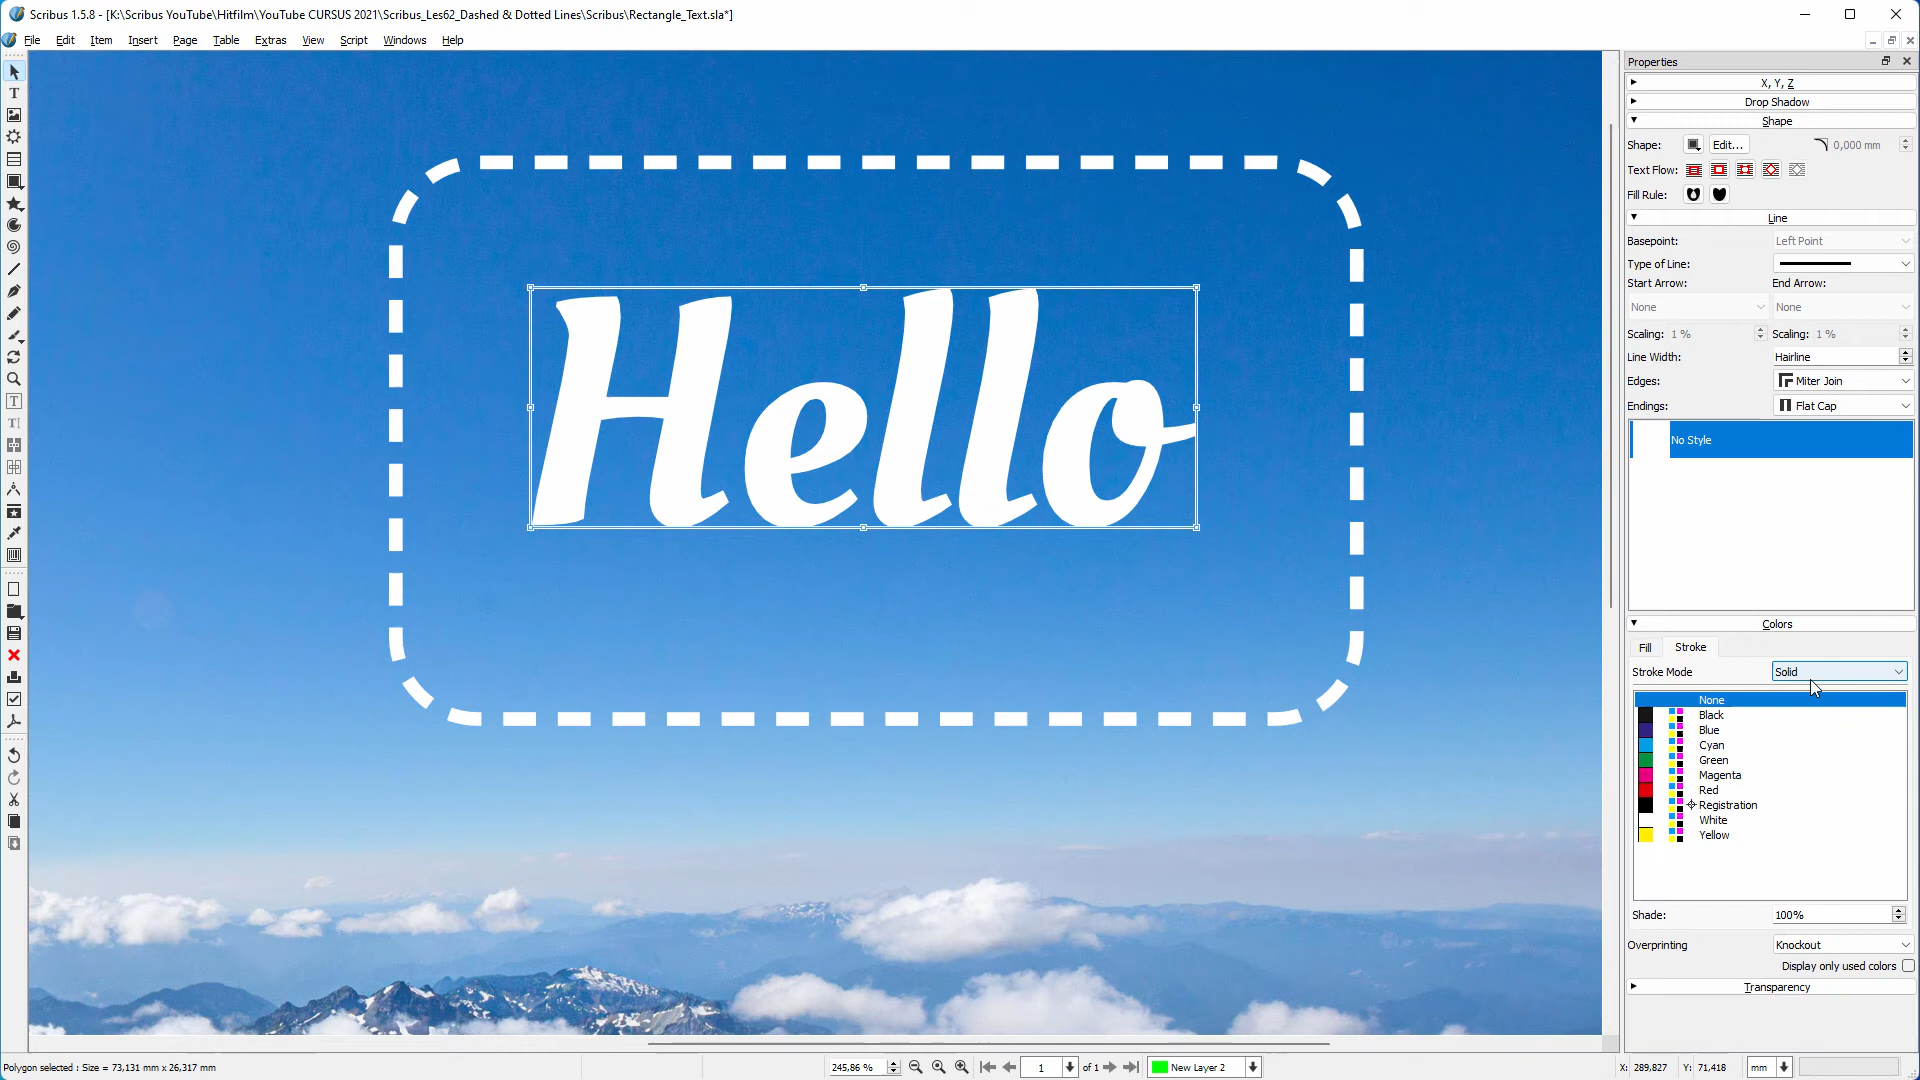 Scribus 1.5.8 - [K:\Scribus YouTube\Hitfilm\YouTube CURSUS 2021\Scribus_Les62_Dashed & Dotted Lines\Scribus\Rectangle_Text.sla*]
File Edit Item Insert Page Table Extras View Script Windows Help
Properties
X, Y, Z
Drop Shadow
Shape
Shape: Edit... 0,000 mm
Text Flow:
Fill Rule:
Line
Basepoint: Left Point
Type of Line:
Start Arrow: End Arrow:
None None
Scaling: 1 % Scaling: 1 %
Line Width: Hairline
Edges: Miter Join
Endings: Flat Cap
No Style
Colors
Fill Stroke
Stroke Mode Solid
None
Black
Blue
Cyan
Green
Magenta
Red
Registration
White
Yellow
Shade: 100%
Overprinting Knockout
Display only used colors
Transparency
Hello
Polygon selected : Size = 73,131 mm x 26,317 mm
245,86 %
1 of 1
New Layer 2
X: 289,827 Y: 71,418 mm